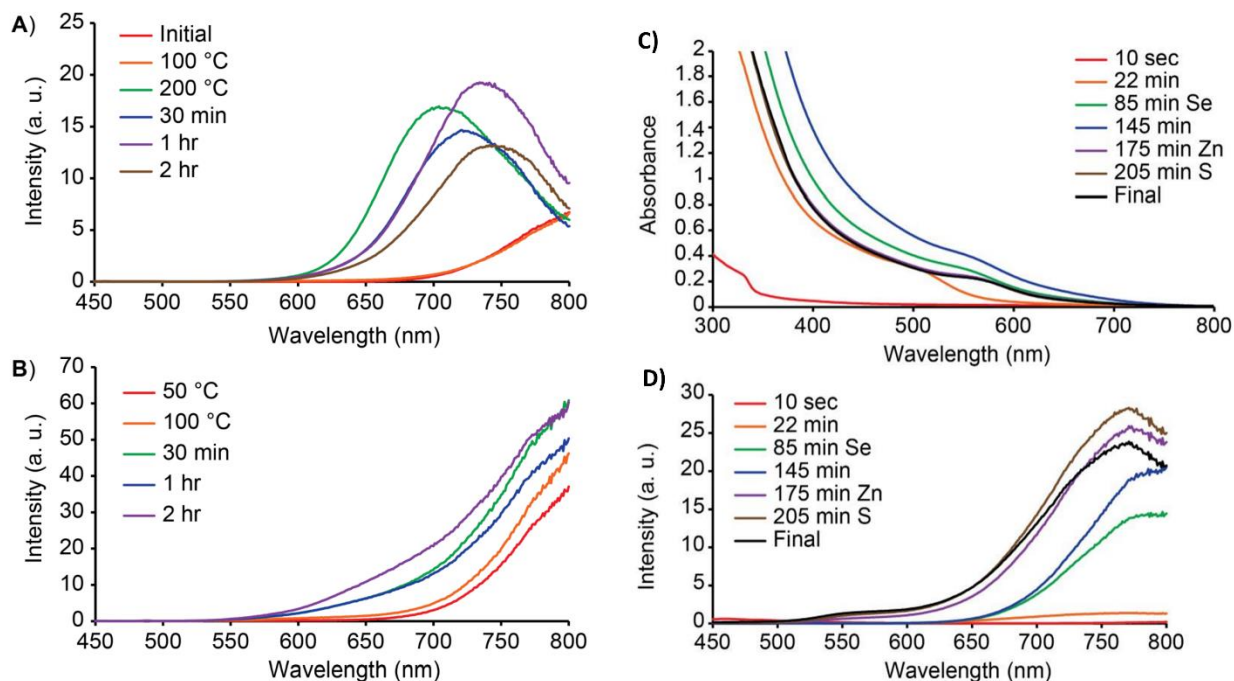 A)
25
20
15
10
5
0
Intensity (a. u.)
Initial
100 °C
200 °C
30 min
1 hr
2 hr
450 500 550 600 650 700 750 800
Wavelength (nm)
B)
70
60
50
40
30
20
10
0
Intensity (a. u.)
50 °C
100 °C
30 min
1 hr
2 hr
450 500 550 600 650 700 750 800
Wavelength (nm)
C)
2
1.8
1.6
1.4
1.2
1
0.8
0.6
0.4
0.2
0
Absorbance
10 sec
22 min
85 min Se
145 min
175 min Zn
205 min S
Final
300 400 500 600 700 800
Wavelength (nm)
D)
30
25
20
15
10
5
0
Intensity (a. u.)
10 sec
22 min
85 min Se
145 min
175 min Zn
205 min S
Final
450 500 550 600 650 700 750 800
Wavelength (nm)